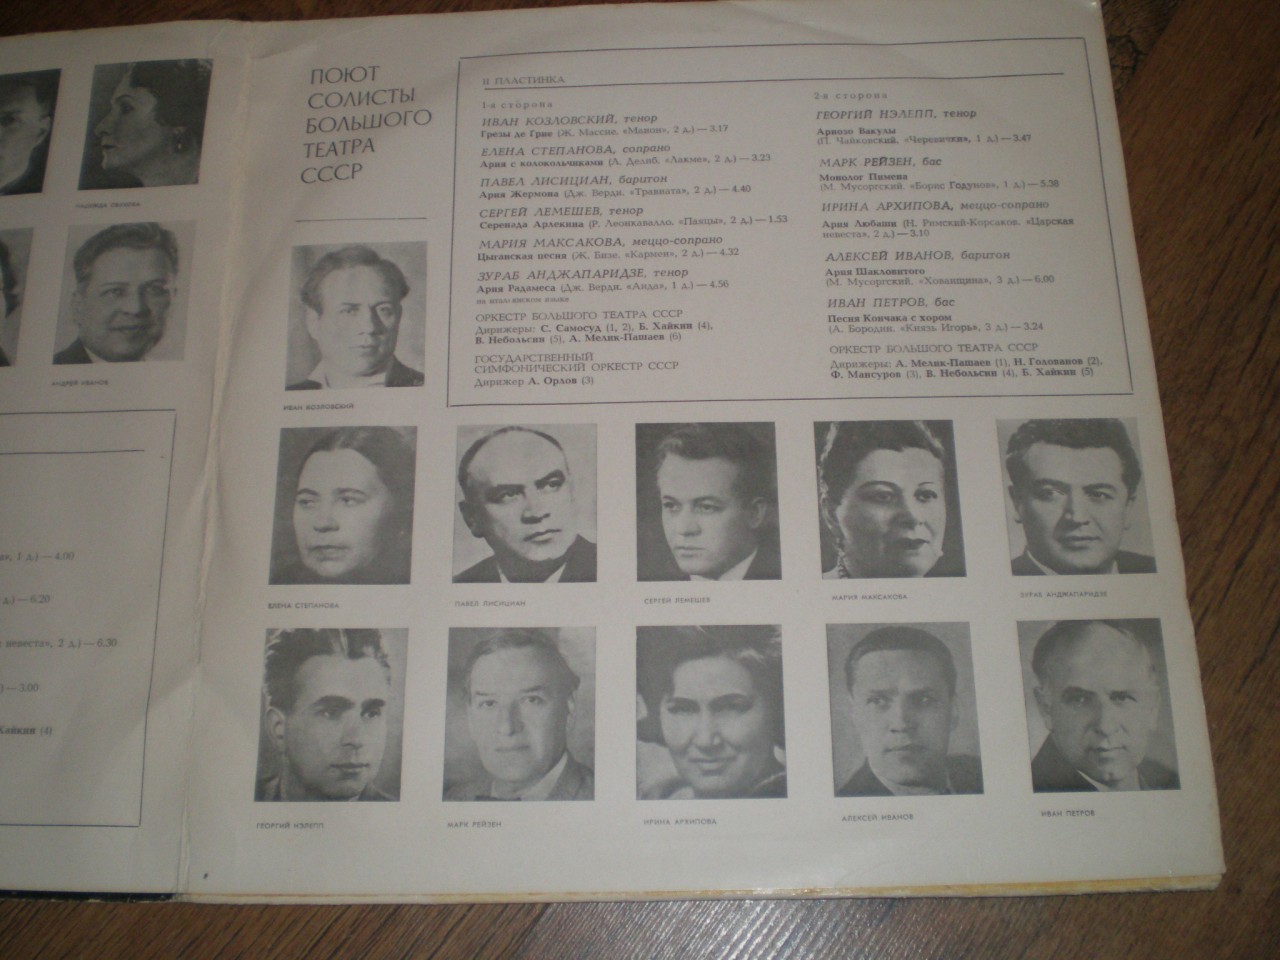 НАДЕЖДА ОБУХОВА
АНДРЕЙ ИВАНОВ
а», 1 д.) — 4.00
д.) — 6.20
невеста», 2 д.) — 6.30
) — 3.00
Хайкин (4)
ПОЮТ
СОЛИСТЫ
БОЛЬШОГО
ТЕАТРА
СССР
II ПЛАСТИНКА
1-я сторона
ИВАН КОЗЛОВСКИЙ, тенор
Грезы де Грие (Ж. Массне. «Манон», 2 д.) — 3.17
ЕЛЕНА СТЕПАНОВА, сопрано
Ария с колокольчиками (Л. Делиб. «Лакме», 2 д.) — 3.23
ПАВЕЛ ЛИСИЦИАН, баритон
Ария Жермона (Дж. Верди. «Травиата», 2 д.) — 4.40
СЕРГЕЙ ЛЕМЕШЕВ, тенор
Серенада Арлекина (Р. Леонкавалло. «Паяцы», 2 д.) — 1.53
МАРИЯ МАКСАКОВА, меццо-сопрано
Цыганская песня (Ж. Бизе. «Кармен», 2 д.) — 4.32
ЗУРАБ АНДЖАПАРИДЗЕ, тенор
Ария Радамеса (Дж. Верди. «Аида», 1 д.) — 4.56
на итальянском языке
ОРКЕСТР БОЛЬШОГО ТЕАТРА СССР
Дирижеры: С. Самосуд (1, 2), Б. Хайкин (4),
В. Небольсин (5), А. Мелик-Пашаев (6)
ГОСУДАРСТВЕННЫЙ
СИМФОНИЧЕСКИЙ ОРКЕСТР СССР
Дирижер А. Орлов (3)
2-я сторона
ГЕОРГИЙ НЭЛЕПП, тенор
Ариозо Вакулы
(П. Чайковский. «Черевички», 1 д.) — 3.47
МАРК РЕЙЗЕН, бас
Монолог Пимена
(М. Мусоргский. «Борис Годунов», 1 д.) — 5.38
ИРИНА АРХИПОВА, меццо-сопрано
Ария Любаши (Н. Римский-Корсаков. «Царская
невеста», 2 д.) — 3.10
АЛЕКСЕЙ ИВАНОВ, баритон
Ария Шакловитого
(М. Мусоргский. «Хованщина», 3 д.) — 6.00
ИВАН ПЕТРОВ, бас
Песня Кончака с хором
(А. Бородин. «Князь Игорь», 3 д.) — 3.24
ОРКЕСТР БОЛЬШОГО ТЕАТРА СССР
Дирижеры: А. Мелик-Пашаев (1), Н. Голованов (2),
Ф. Мансуров (3), В. Небольсин (4), Б. Хайкин (5)
ИВАН КОЗЛОВСКИЙ
ЕЛЕНА СТЕПАНОВА
ПАВЕЛ ЛИСИЦИАН
СЕРГЕЙ ЛЕМЕШЕВ
МАРИЯ МАКСАКОВА
ЗУРАБ АНДЖАПАРИДЗЕ
ГЕОРГИЙ НЭЛЕПП
МАРК РЕЙЗЕН
ИРИНА АРХИПОВА
АЛЕКСЕЙ ИВАНОВ
ИВАН ПЕТРОВ